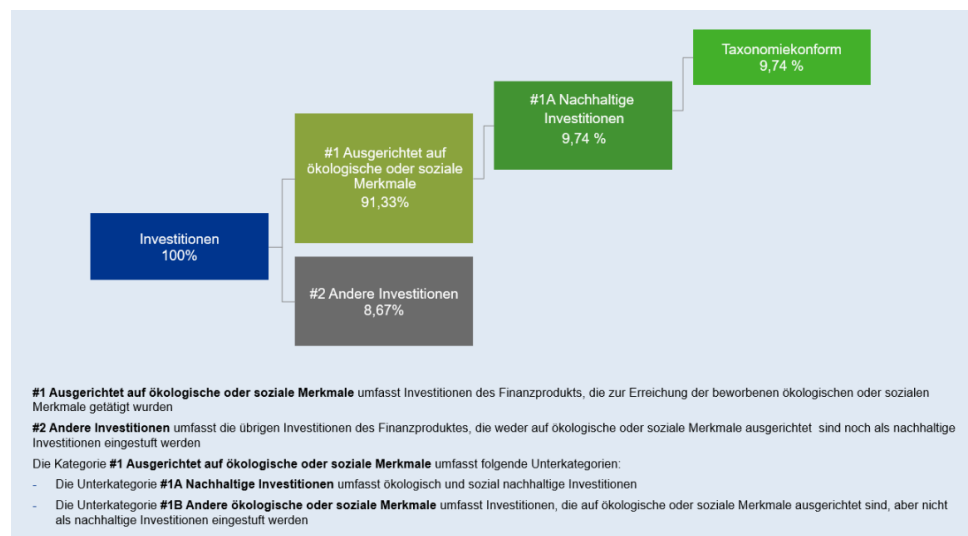 Taxonomiekonform
9,74 %
#1A Nachhaltige
Investitionen
9,74 %
#1 Ausgerichtet auf
ökologische oder soziale
Merkmale
91,33%
Investitionen
100%
#2 Andere Investitionen
8,67%
#1 Ausgerichtet auf ökologische oder soziale Merkmale umfasst Investitionen des Finanzprodukts, die zur Erreichung der beworbenen ökologischen oder sozialen
Merkmale getätigt wurden
#2 Andere Investitionen umfasst die übrigen Investitionen des Finanzproduktes, die weder auf ökologische oder soziale Merkmale ausgerichtet sind noch als nachhaltige
Investitionen eingestuft werden
Die Kategorie #1 Ausgerichtet auf ökologische oder soziale Merkmale umfasst folgende Unterkategorien:
- Die Unterkategorie #1A Nachhaltige Investitionen umfasst ökologisch und sozial nachhaltige Investitionen
- Die Unterkategorie #1B Andere ökologische oder soziale Merkmale umfasst Investitionen, die auf ökologische oder soziale Merkmale ausgerichtet sind, aber nicht
als nachhaltige Investitionen eingestuft werden